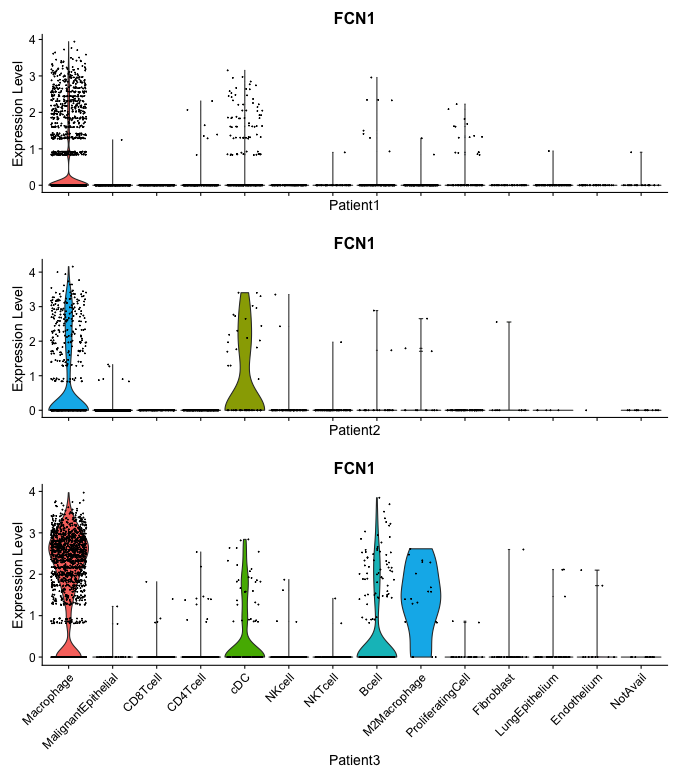 FCN1
Expression Level
4
3
2
1
0
Patient1
FCN1
Expression Level
4
3
2
1
0
Patient2
FCN1
Expression Level
4
3
2
1
0
Macrophage
MalignantEpithelial
CD8Tcell
CD4Tcell
cDC
NKcell
NKTcell
Bcell
M2Macrophage
ProliferatingCell
Fibroblast
LungEpithelium
Endothelium
NotAvail
Patient3